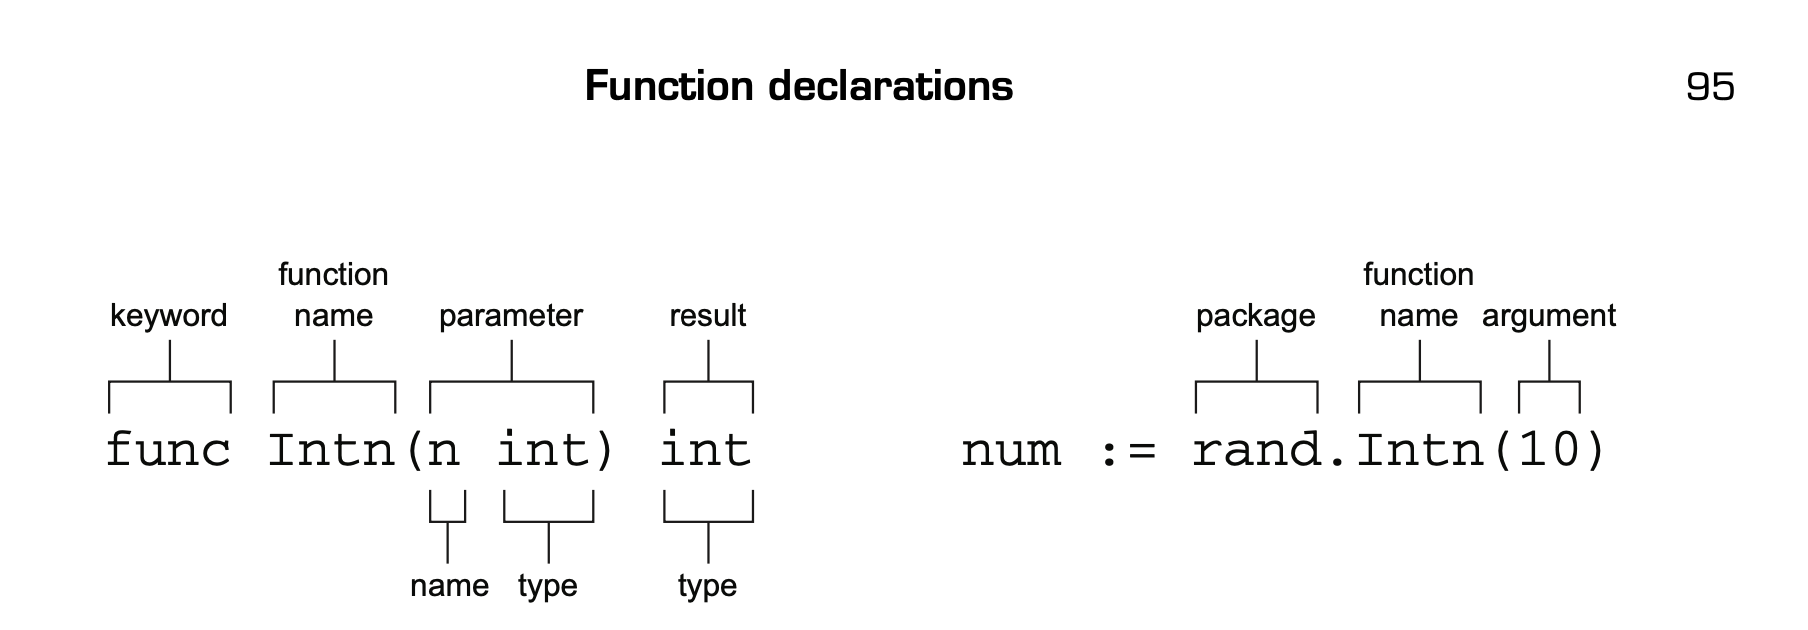 Function declarations 95
function
keyword name parameter result
func Intn(n int) int
name type type
function
package name argument
num := rand.Intn(10)